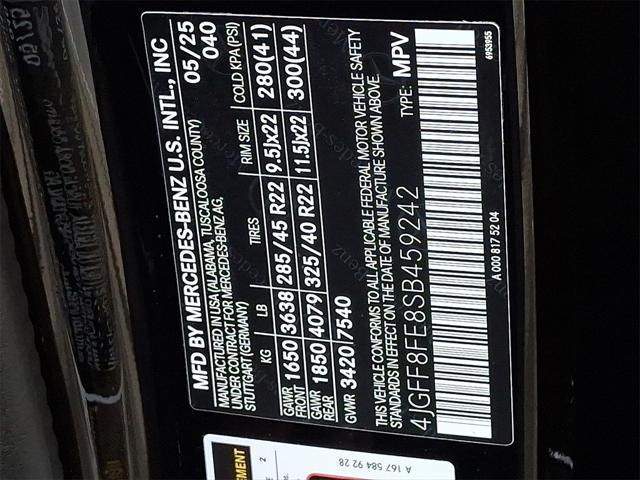 MFD BY MERCEDES-BENZ U.S. INTL., INC
MANUFACTURED IN USA (ALABAMA, TUSCALOOSA COUNTY)
UNDER CONTRACT FOR MERCEDES-BENZ AG,
STUTTGART (GERMANY)
05/25
040
KG LB TIRES RIM SIZE COLD KPA (PSI)
GAWR FRONT 1650 3638 285/45 R22 9.5Jx22 280(41)
GAWR REAR 1850 4079 325/40 R22 11.5Jx22 300(44)
GVWR 3420 7540
THIS VEHICLE CONFORMS TO ALL APPLICABLE FEDERAL MOTOR VEHICLE SAFETY
STANDARDS IN EFFECT ON THE DATE OF MANUFACTURE SHOWN ABOVE.
4JGFF8FE8SB459242 TYPE: MPV
A 000 817 52 04
6953955
A 167 584 92 28